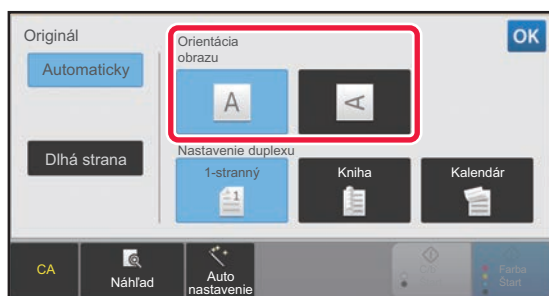 Originál
Orientácia
obrazu
OK
Automaticky
A
A
Dlhá strana
Nastavenie duplexu
1-stranný
1
Kniha
Kalendár
CA
Náhľad
Auto
nastavenie
Farba
Štart